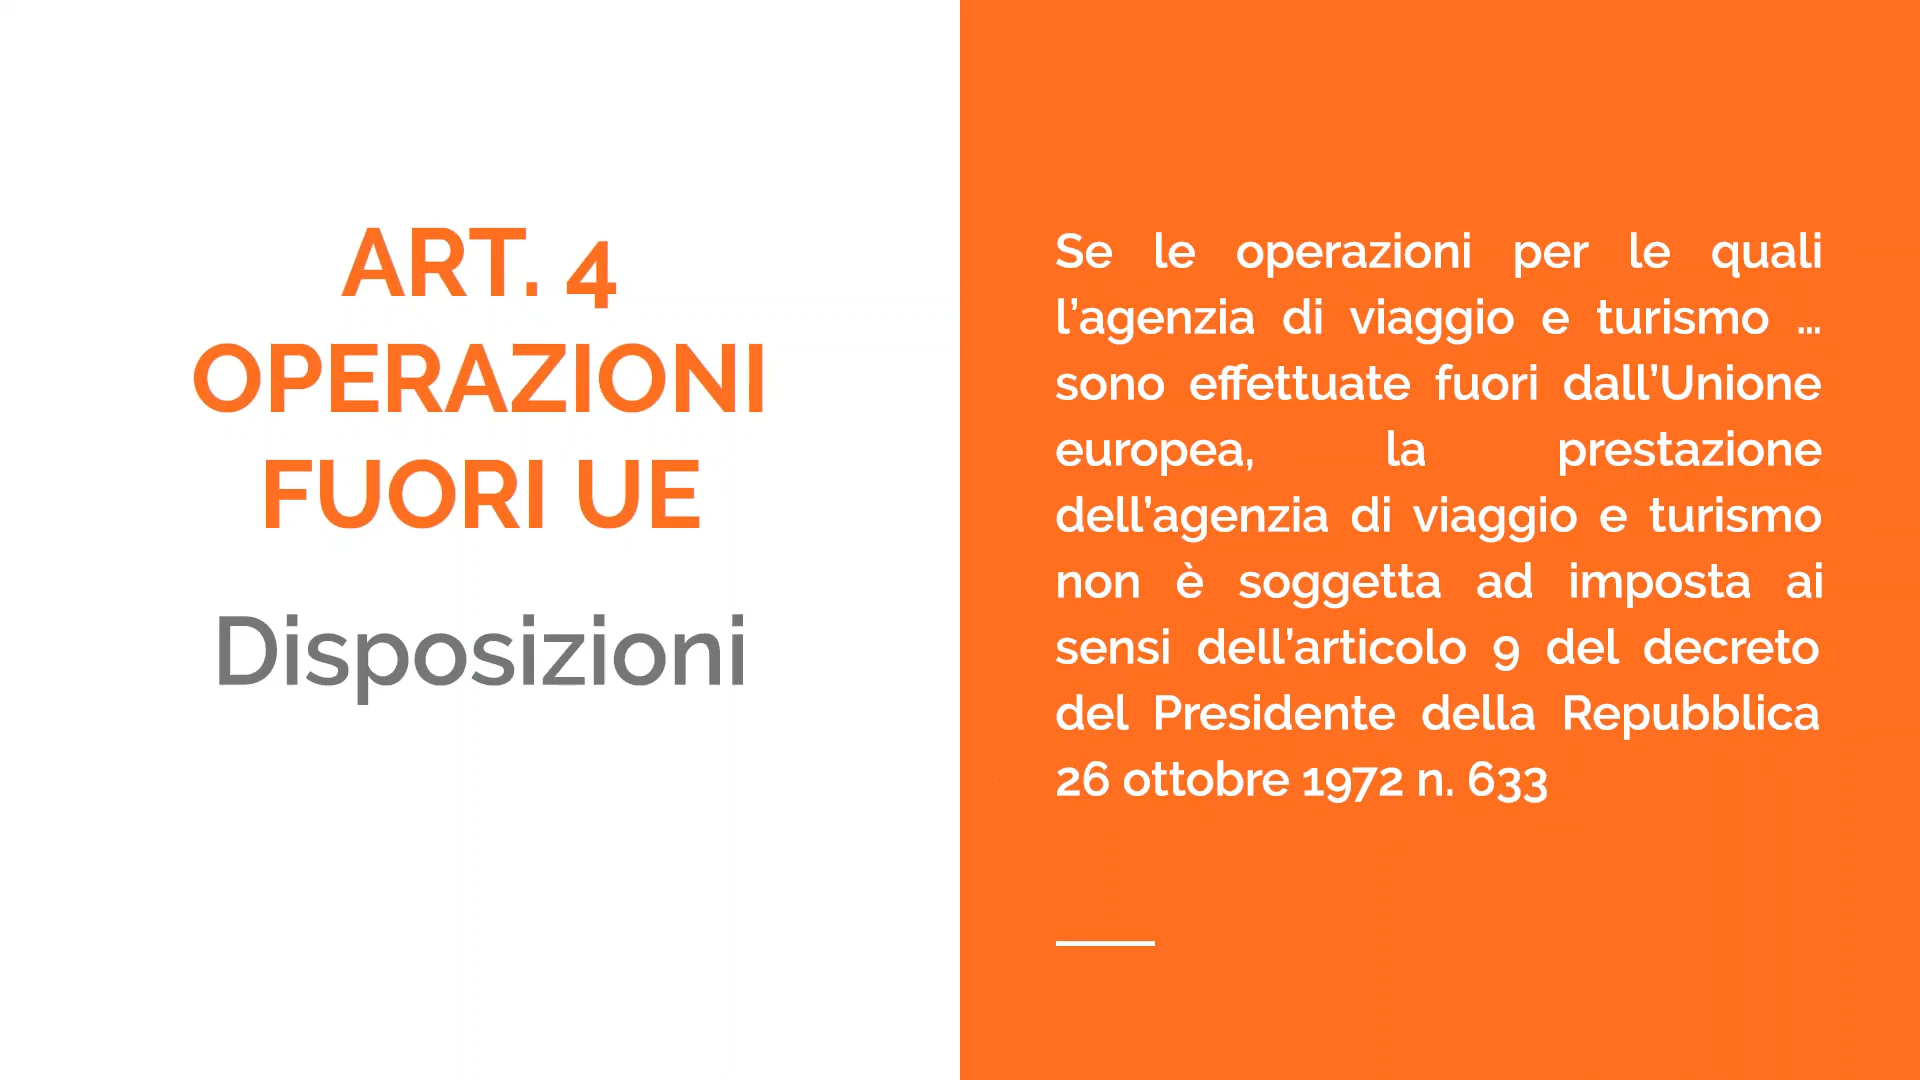 ART. 4
OPERAZIONI
FUORI UE
Disposizioni
Se le operazioni per le quali
l’agenzia di viaggio e turismo ...
sono effettuate fuori dall’Unione
europea, la prestazione
dell’agenzia di viaggio e turismo
non è soggetta ad imposta ai
sensi dell’articolo 9 del decreto
del Presidente della Repubblica
26 ottobre 1972 n. 633